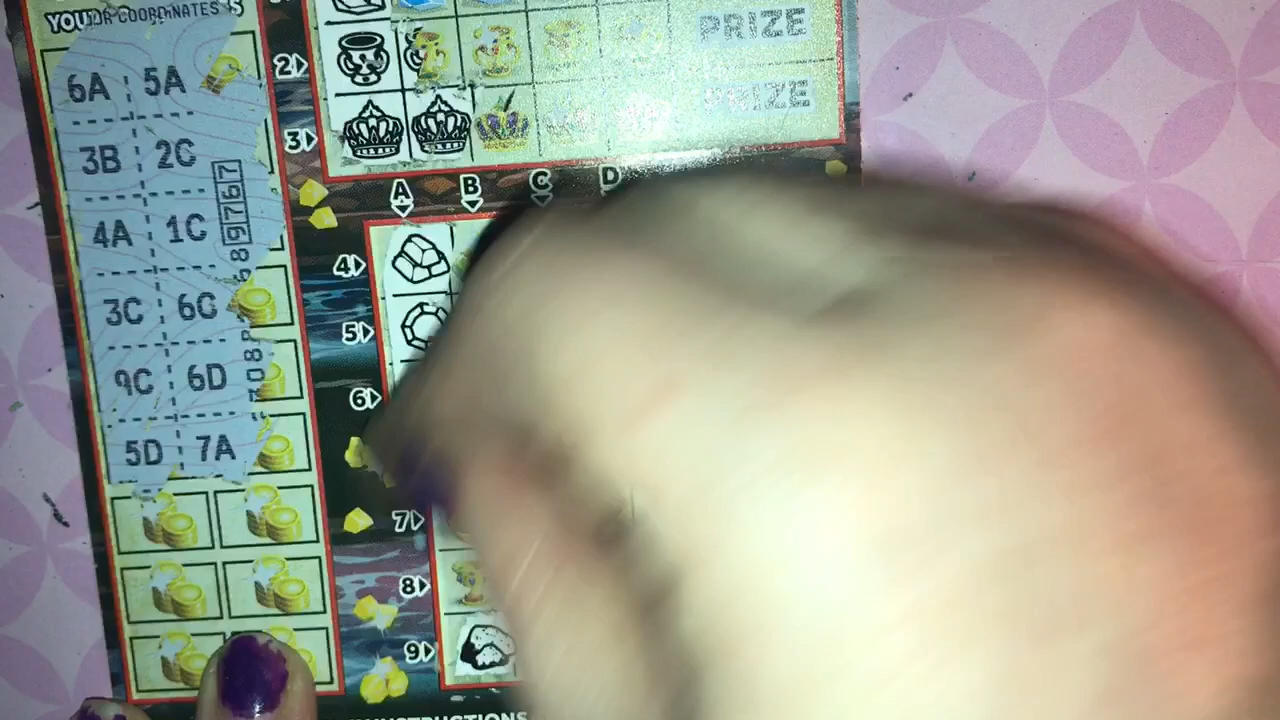 YOUR COORDINATES
6A 5A
3B 2C
4A 1C
3C 6C
9C 6D
5D 7A
89767
2
3
PRIZE
PRIZE
A B C D
4
5
6
7
8
9
INSTRUCTIONS